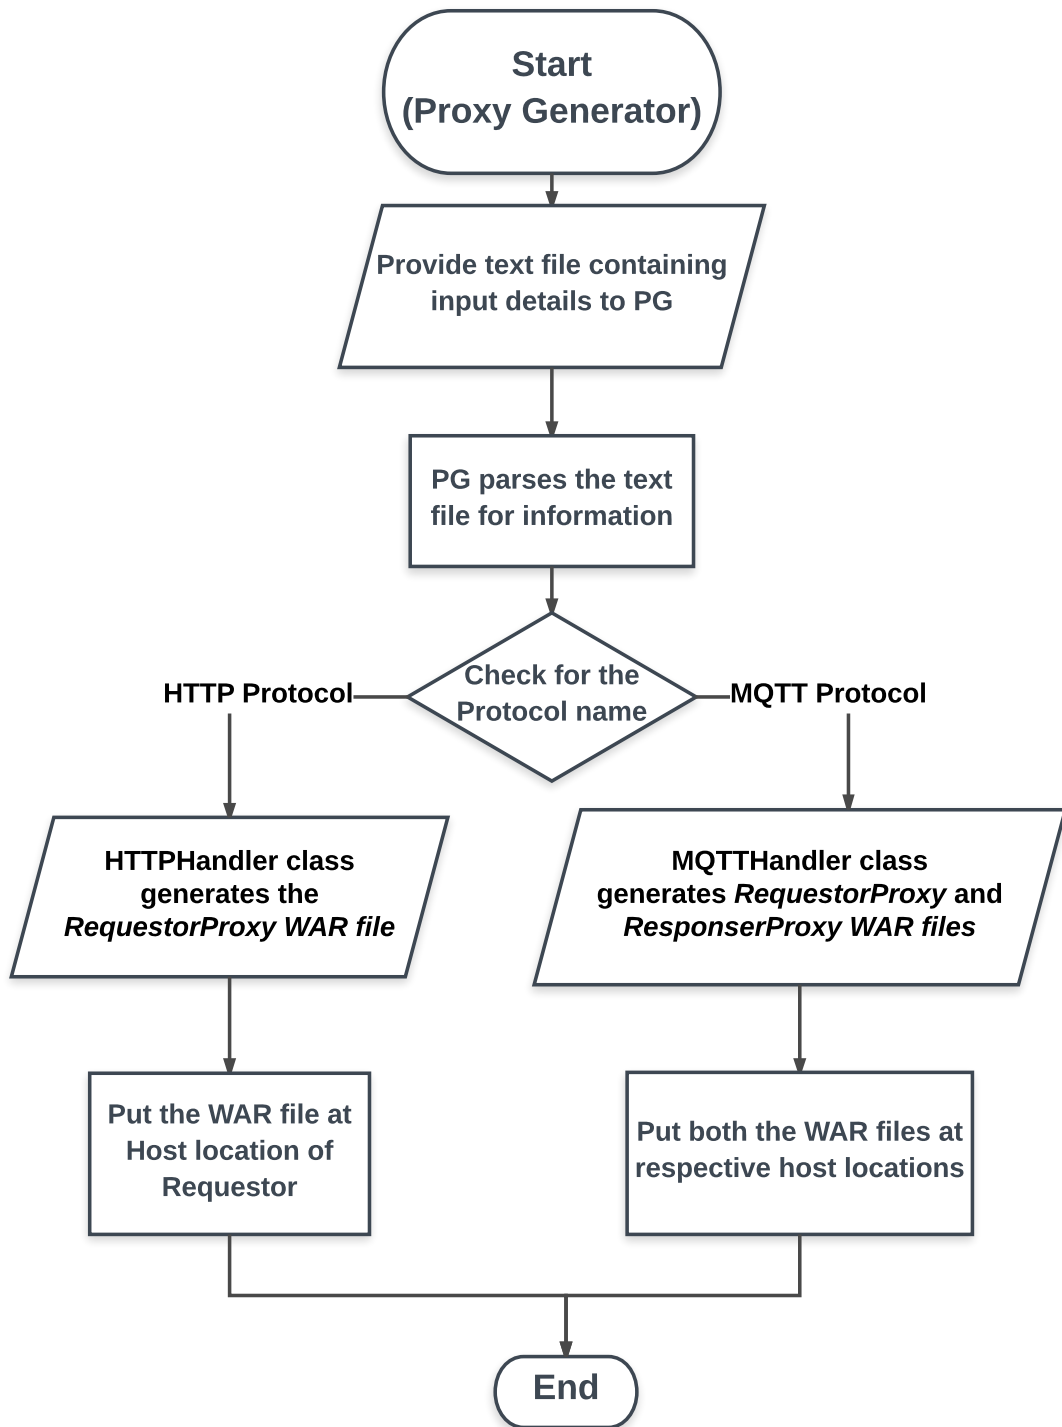 Start
(Proxy Generator)
Provide text file containing
input details to PG
PG parses the text
file for information
Check for the
Protocol name
HTTP Protocol
MQTT Protocol
HTTPHandler class
generates the
RequestorProxy WAR file
MQTTHandler class
generates RequestorProxy and
ResponserProxy WAR files
Put the WAR file at
Host location of
Requestor
Put both the WAR files at
respective host locations
End